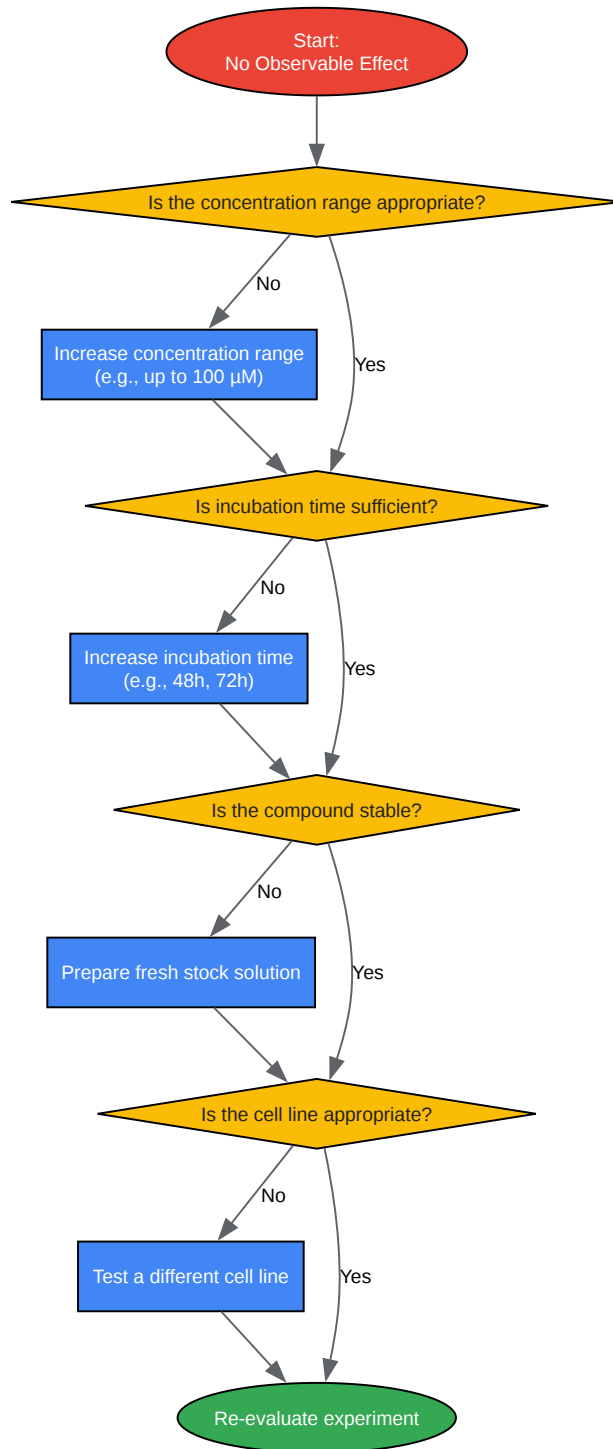 Start:
No Observable Effect
Is the concentration range appropriate?
No
Increase concentration range
(e.g., up to 100 µM)
Yes
Is incubation time sufficient?
No
Increase incubation time
(e.g., 48h, 72h)
Yes
Is the compound stable?
No
Prepare fresh stock solution
Yes
Is the cell line appropriate?
No
Test a different cell line
Yes
Re-evaluate experiment